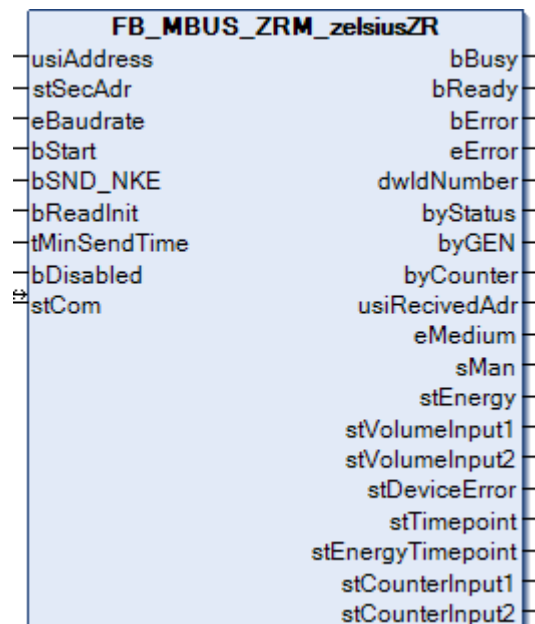 FB_MBUS_ZRM_zelsiusZR
usiAddress bBusy
stSecAdr bReady
eBaudrate bError
bStart eError
bSND_NKE dwIdNumber
bReadInit byStatus
tMinSendTime byGEN
bDisabled byCounter
stCom usiRecivedAdr
eMedium
sMan
stEnergy
stVolumeInput1
stVolumeInput2
stDeviceError
stTimepoint
stEnergyTimepoint
stCounterInput1
stCounterInput2